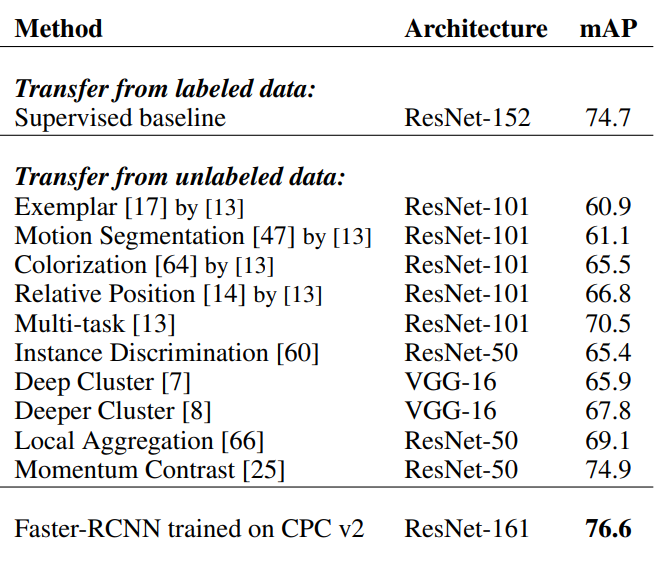 Method Architecture mAP
Transfer from labeled data:
Supervised baseline ResNet-152 74.7
Transfer from unlabeled data:
Exemplar [17] by [13] ResNet-101 60.9
Motion Segmentation [47] by [13] ResNet-101 61.1
Colorization [64] by [13] ResNet-101 65.5
Relative Position [14] by [13] ResNet-101 66.8
Multi-task [13] ResNet-101 70.5
Instance Discrimination [60] ResNet-50 65.4
Deep Cluster [7] VGG-16 65.9
Deeper Cluster [8] VGG-16 67.8
Local Aggregation [66] ResNet-50 69.1
Momentum Contrast [25] ResNet-50 74.9
Faster-RCNN trained on CPC v2 ResNet-161 76.6